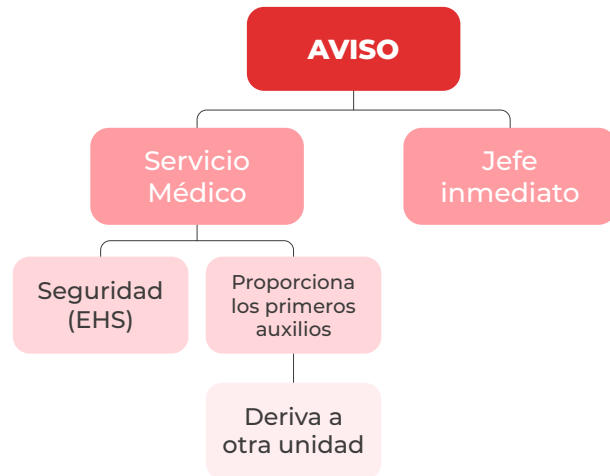 AVISO
Servicio
Médico
Jefe
inmediato
Seguridad
(EHS)
Proporciona
los primeros
auxilios
Deriva a
otra unidad